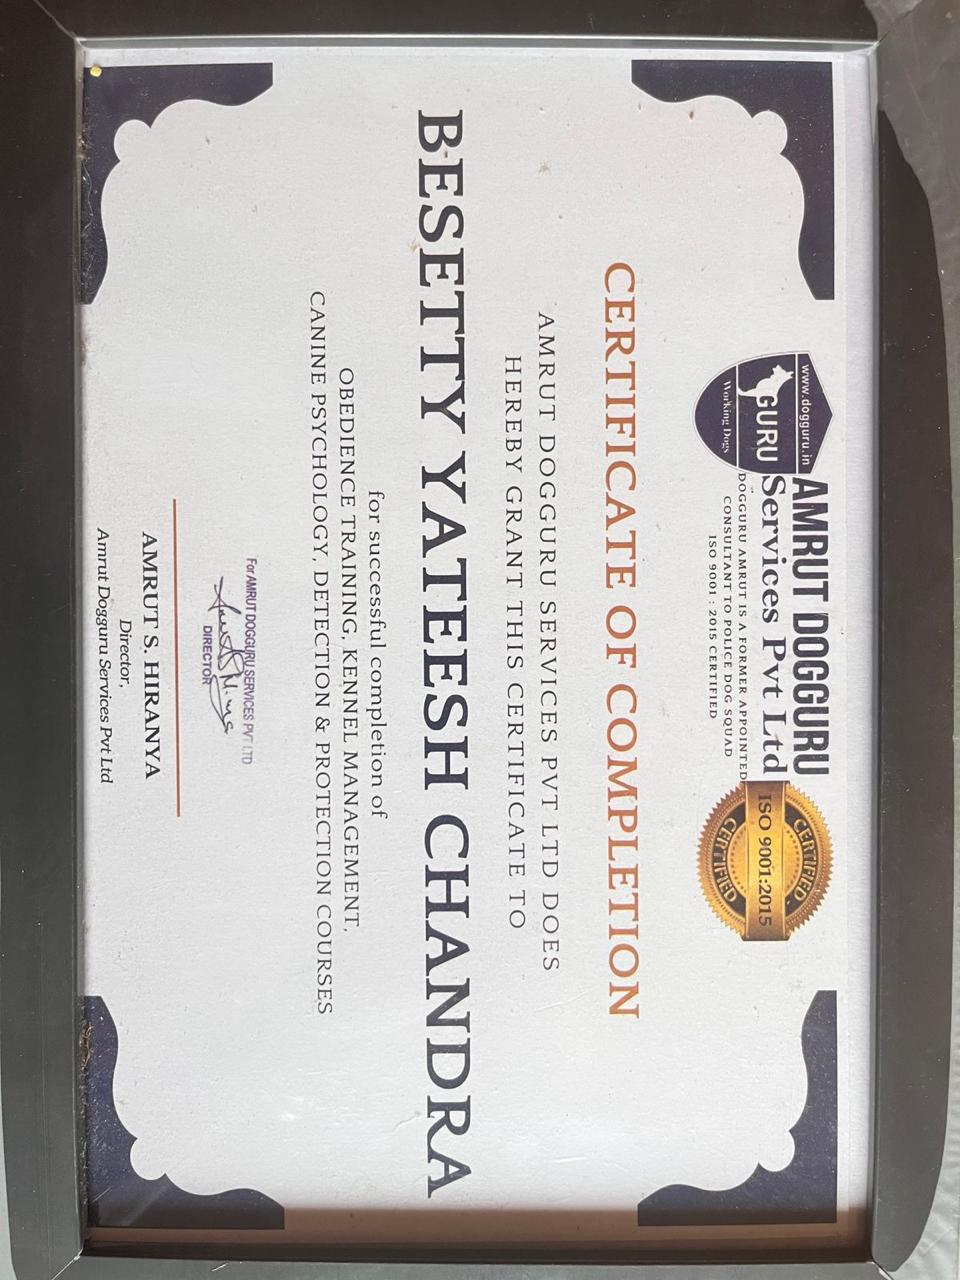 www.dogguru.in
GURU
Working Dogs
AMRUT DOGGURU
Services Pvt Ltd
DOGGURU AMRUT IS A FORMER APPOINTED
CONSULTANT TO POLICE DOG SQUAD
ISO 9001 : 2015 CERTIFIED
CERTIFIED
ISO 9001:2015
CERTIFIED
CERTIFICATE OF COMPLETION
AMRUT DOGGURU SERVICES PVT LTD DOES
HEREBY GRANT THIS CERTIFICATE TO
BESETTY YATEESH CHANDRA
for successful completion of
OBEDIENCE TRAINING, KENNEL MANAGEMENT,
CANINE PSYCHOLOGY, DETECTION & PROTECTION COURSES
For AMRUT DOGGURU SERVICES PVT LTD
DIRECTOR
AMRUT S. HIRANYA
Director,
Amrut Dogguru Services Pvt Ltd